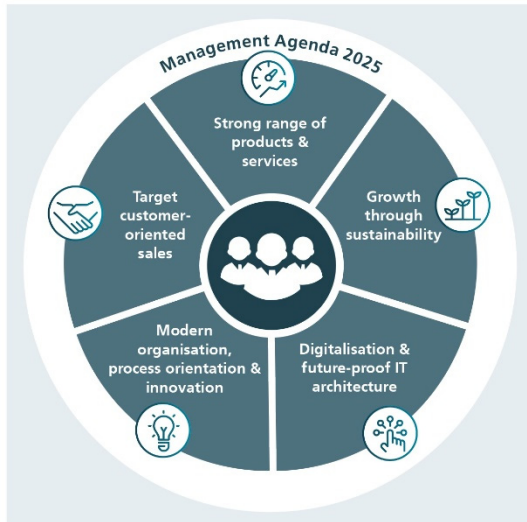 Management Agenda 2025
Strong range of
products &
services
Growth
through
sustainability
Digitalisation &
future-proof IT
architecture
Modern
organisation,
process orientation &
innovation
Target
customer-
oriented
sales